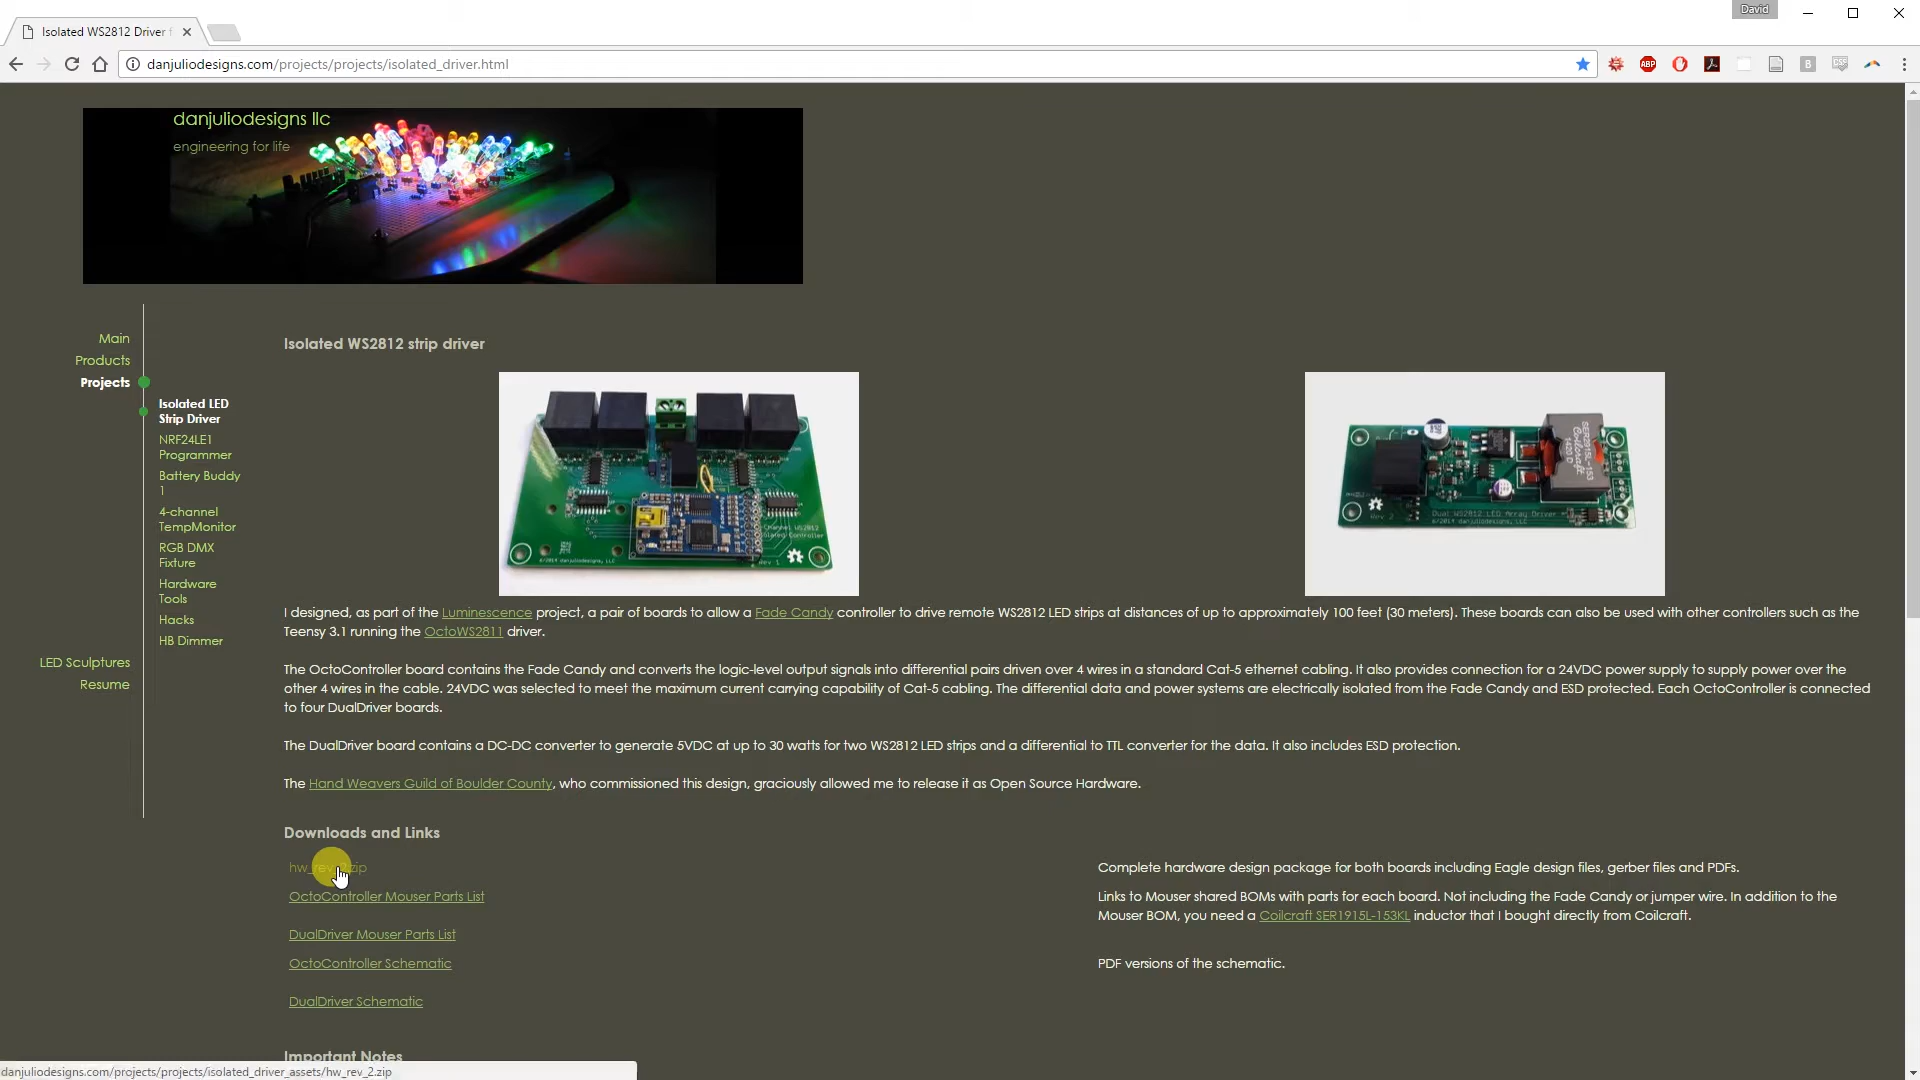 David
Isolated WS2812 Driver f
danjuliodesigns.com/projects/projects/isolated_driver.html
ABP
B
danjuliodesigns llc
engineering for life
Main
Products
Projects
Isolated LED
Strip Driver
NRF24LE1
Programmer
Battery Buddy
1
4-channel
TempMonitor
RGB DMX
Fixture
Hardware
Tools
Hacks
HB Dimmer
LED Sculptures
Resume
Isolated WS2812 strip driver
I designed, as part of the Luminescence project, a pair of boards to allow a Fade Candy controller to drive remote WS2812 LED strips at distances of up to approximately 100 feet (30 meters). These boards can also be used with other controllers such as the
Teensy 3.1 running the OctoWS2811 driver.
The OctoController board contains the Fade Candy and converts the logic-level output signals into differential pairs driven over 4 wires in a standard Cat-5 ethernet cabling. It also provides connection for a 24VDC power supply to supply power over the
other 4 wires in the cable. 24VDC was selected to meet the maximum current carrying capability of Cat-5 cabling. The differential data and power systems are electrically isolated from the Fade Candy and ESD protected. Each OctoController is connected
to four DualDriver boards.
The DualDriver board contains a DC-DC converter to generate 5VDC at up to 30 watts for two WS2812 LED strips and a differential to TTL converter for the data. It also includes ESD protection.
The Hand Weavers Guild of Boulder County, who commissioned this design, graciously allowed me to release it as Open Source Hardware.
Downloads and Links
hw_rev_2.zip
Complete hardware design package for both boards including Eagle design files, gerber files and PDFs.
OctoController Mouser Parts List
Links to Mouser shared BOMs with parts for each board. Not including the Fade Candy or jumper wire. In addition to the
Mouser BOM, you need a Coilcraft SER1915L-153KL inductor that I bought directly from Coilcraft.
DualDriver Mouser Parts List
OctoController Schematic
PDF versions of the schematic.
DualDriver Schematic
Important Notes
danjuliodesigns.com/projects/projects/isolated_driver_assets/hw_rev_2.zip